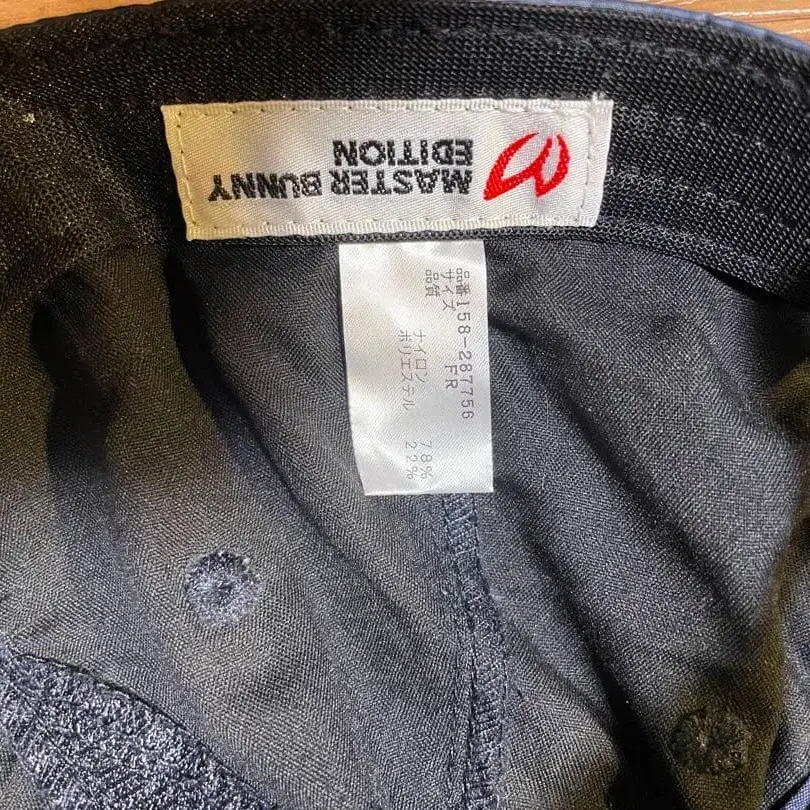 MASTER BUNNY
EDITION
品番158-287756
サイズ FR
品質
ナイロン 78%
ポリエステル 22%